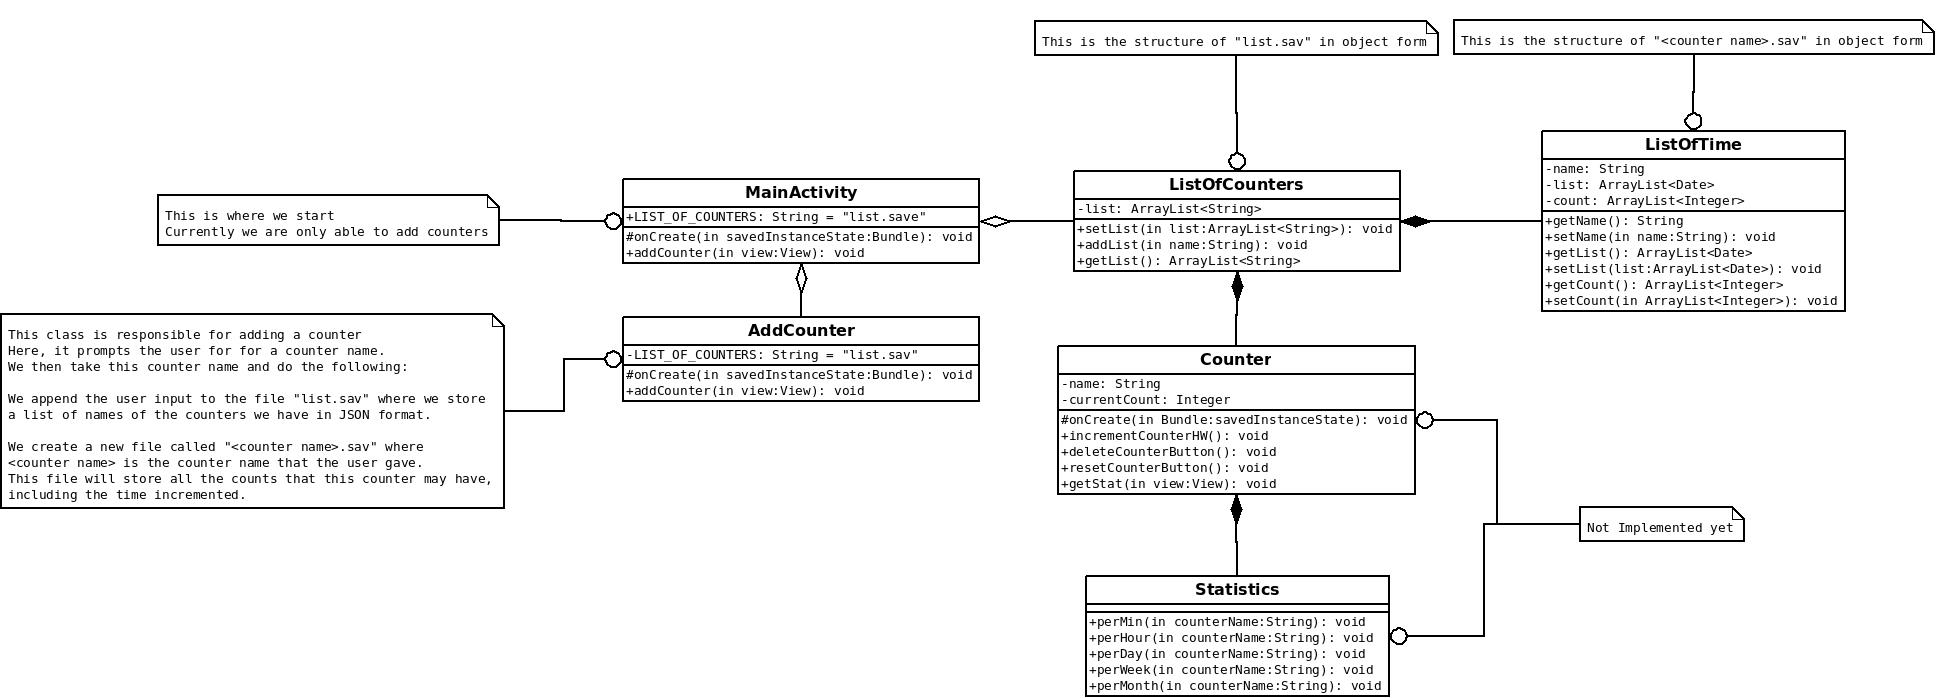 This is the structure of "list.sav" in object form
This is the structure of "<counter name>.sav" in object form
This is where we start
Currently we are only able to add counters
MainActivity
+LIST_OF_COUNTERS: String = "list.save"
#onCreate(in savedInstanceState:Bundle): void
+addCounter(in view:View): void
ListOfCounters
-list: ArrayList<String>
+setList(in list:ArrayList<String>): void
+addList(in name:String): void
+getList(): ArrayList<String>
ListOfTime
-name: String
-list: ArrayList<Date>
-count: ArrayList<Integer>
+getName(): String
+setName(in name:String): void
+getList(): ArrayList<Date>
+setList(list:ArrayList<Date>): void
+getCount(): ArrayList<Integer>
+setCount(in ArrayList<Integer>): void
This class is responsible for adding a counter
Here, it prompts the user for for a counter name.
We then take this counter name and do the following:
We append the user input to the file "list.sav" where we store
a list of names of the counters we have in JSON format.
We create a new file called "<counter name>.sav" where
<counter name> is the counter name that the user gave.
This file will store all the counts that this counter may have,
including the time incremented.
AddCounter
-LIST_OF_COUNTERS: String = "list.sav"
#onCreate(in savedInstanceState:Bundle): void
+addCounter(in view:View): void
Counter
-name: String
-currentCount: Integer
#onCreate(in Bundle:savedInstanceState): void
+incrementCounterHW(): void
+deleteCounterButton(): void
+resetCounterButton(): void
+getStat(in view:View): void
Not Implemented yet
Statistics
+perMin(in counterName:String): void
+perHour(in counterName:String): void
+perDay(in counterName:String): void
+perWeek(in counterName:String): void
+perMonth(in counterName:String): void